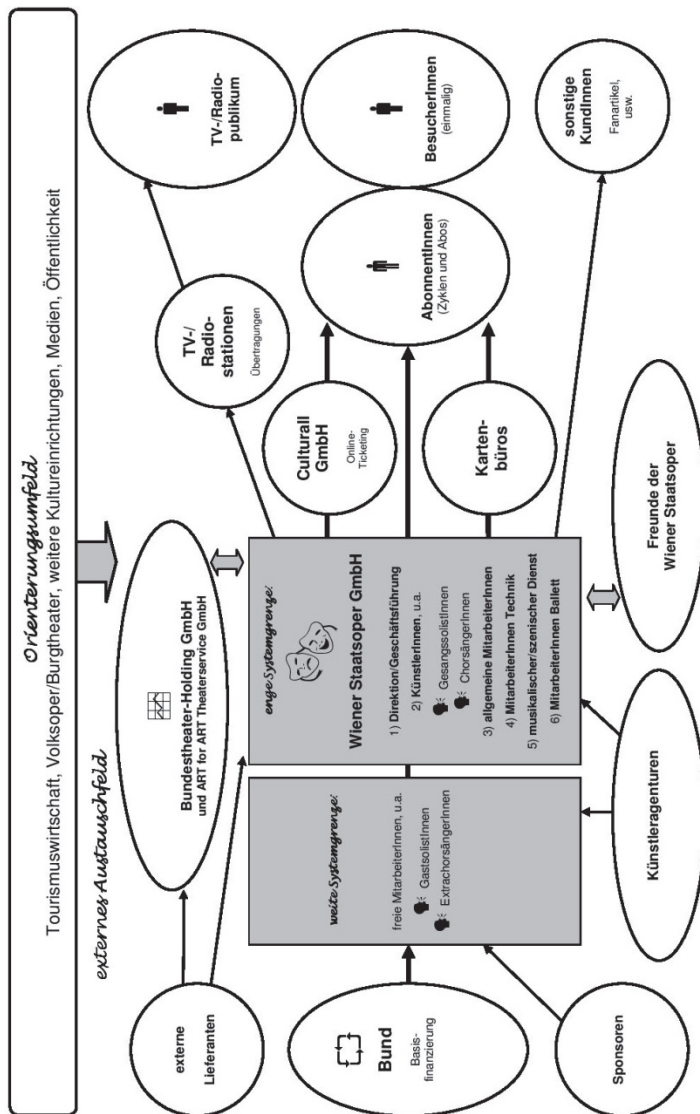 Orientierungsumfeld
Tourismuswirtschaft, Volksoper/Burgtheater, weitere Kultureinrichtungen, Medien, Öffentlichkeit
externes Austauschfeld
externe
Lieferanten
Bund
Basis-
finanzierung
Sponsoren
Bundestheater-Holding GmbH
und ART for ART Theaterservice GmbH
weite Systemgrenze:
freie MitarbeiterInnen, u.a.
GastsolistInnen
ExtrachorsängerInnen
enge Systemgrenze:
Wiener Staatsoper GmbH
1) Direktion/Geschäftsführung
2) KünstlerInnen, u.a.
GesangssolistInnen
ChorsängerInnen
3) allgemeine MitarbeiterInnen
4) MitarbeiterInnen Technik
5) musikalischer/szenischer Dienst
6) MitarbeiterInnen Ballett
Künstleragenturen
Freunde der
Wiener Staatsoper
TV-/
Radio-
stationen
Übertragungen
Culturall
GmbH
Online-
Ticketing
Karten-
büros
TV-/Radio-
publikum
AbonnentInnen
(Zyklen und Abos)
BesucherInnen
(einmalig)
sonstige
KundInnen
Fanartikel,
usw.